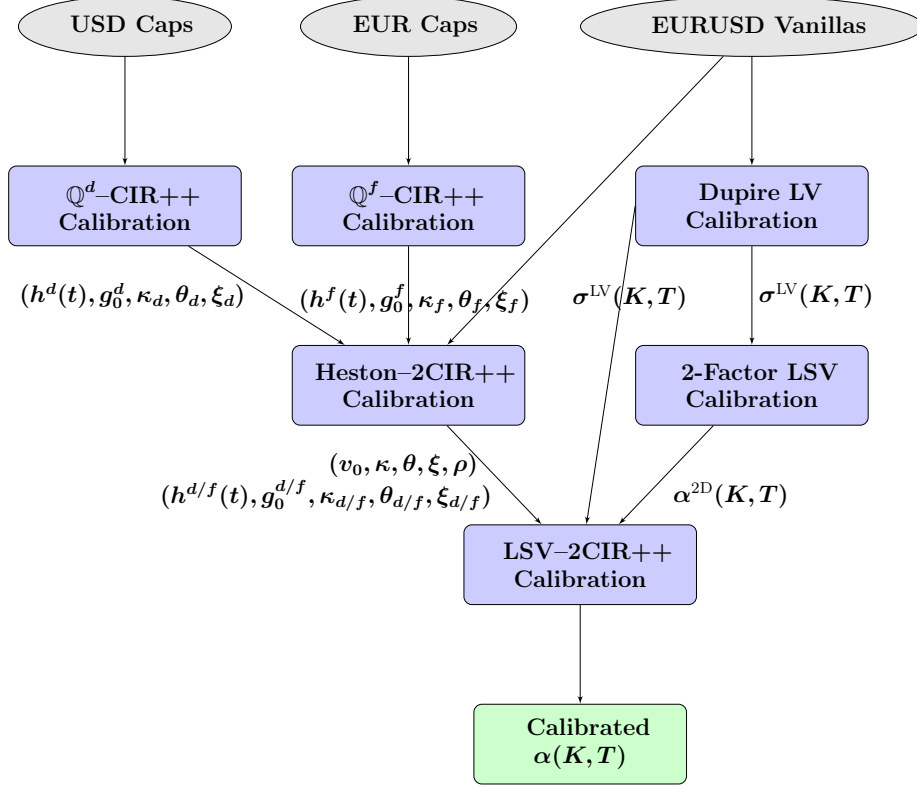 USD Caps
EUR Caps
EURUSD Vanillas
ℚ^d–CIR++
Calibration
ℚ^f–CIR++
Calibration
Dupire LV
Calibration
(h^d(t), g_0^d, κ_d, θ_d, ξ_d)
(h^f(t), g_0^f, κ_f, θ_f, ξ_f)
σ^LV(K, T)
σ^LV(K, T)
Heston–2CIR++
Calibration
2-Factor LSV
Calibration
(v_0, κ, θ, ξ, ρ)
(h^{d/f}(t), g_0^{d/f}, κ_{d/f}, θ_{d/f}, ξ_{d/f})
α^2D(K, T)
LSV–2CIR++
Calibration
Calibrated
α(K, T)